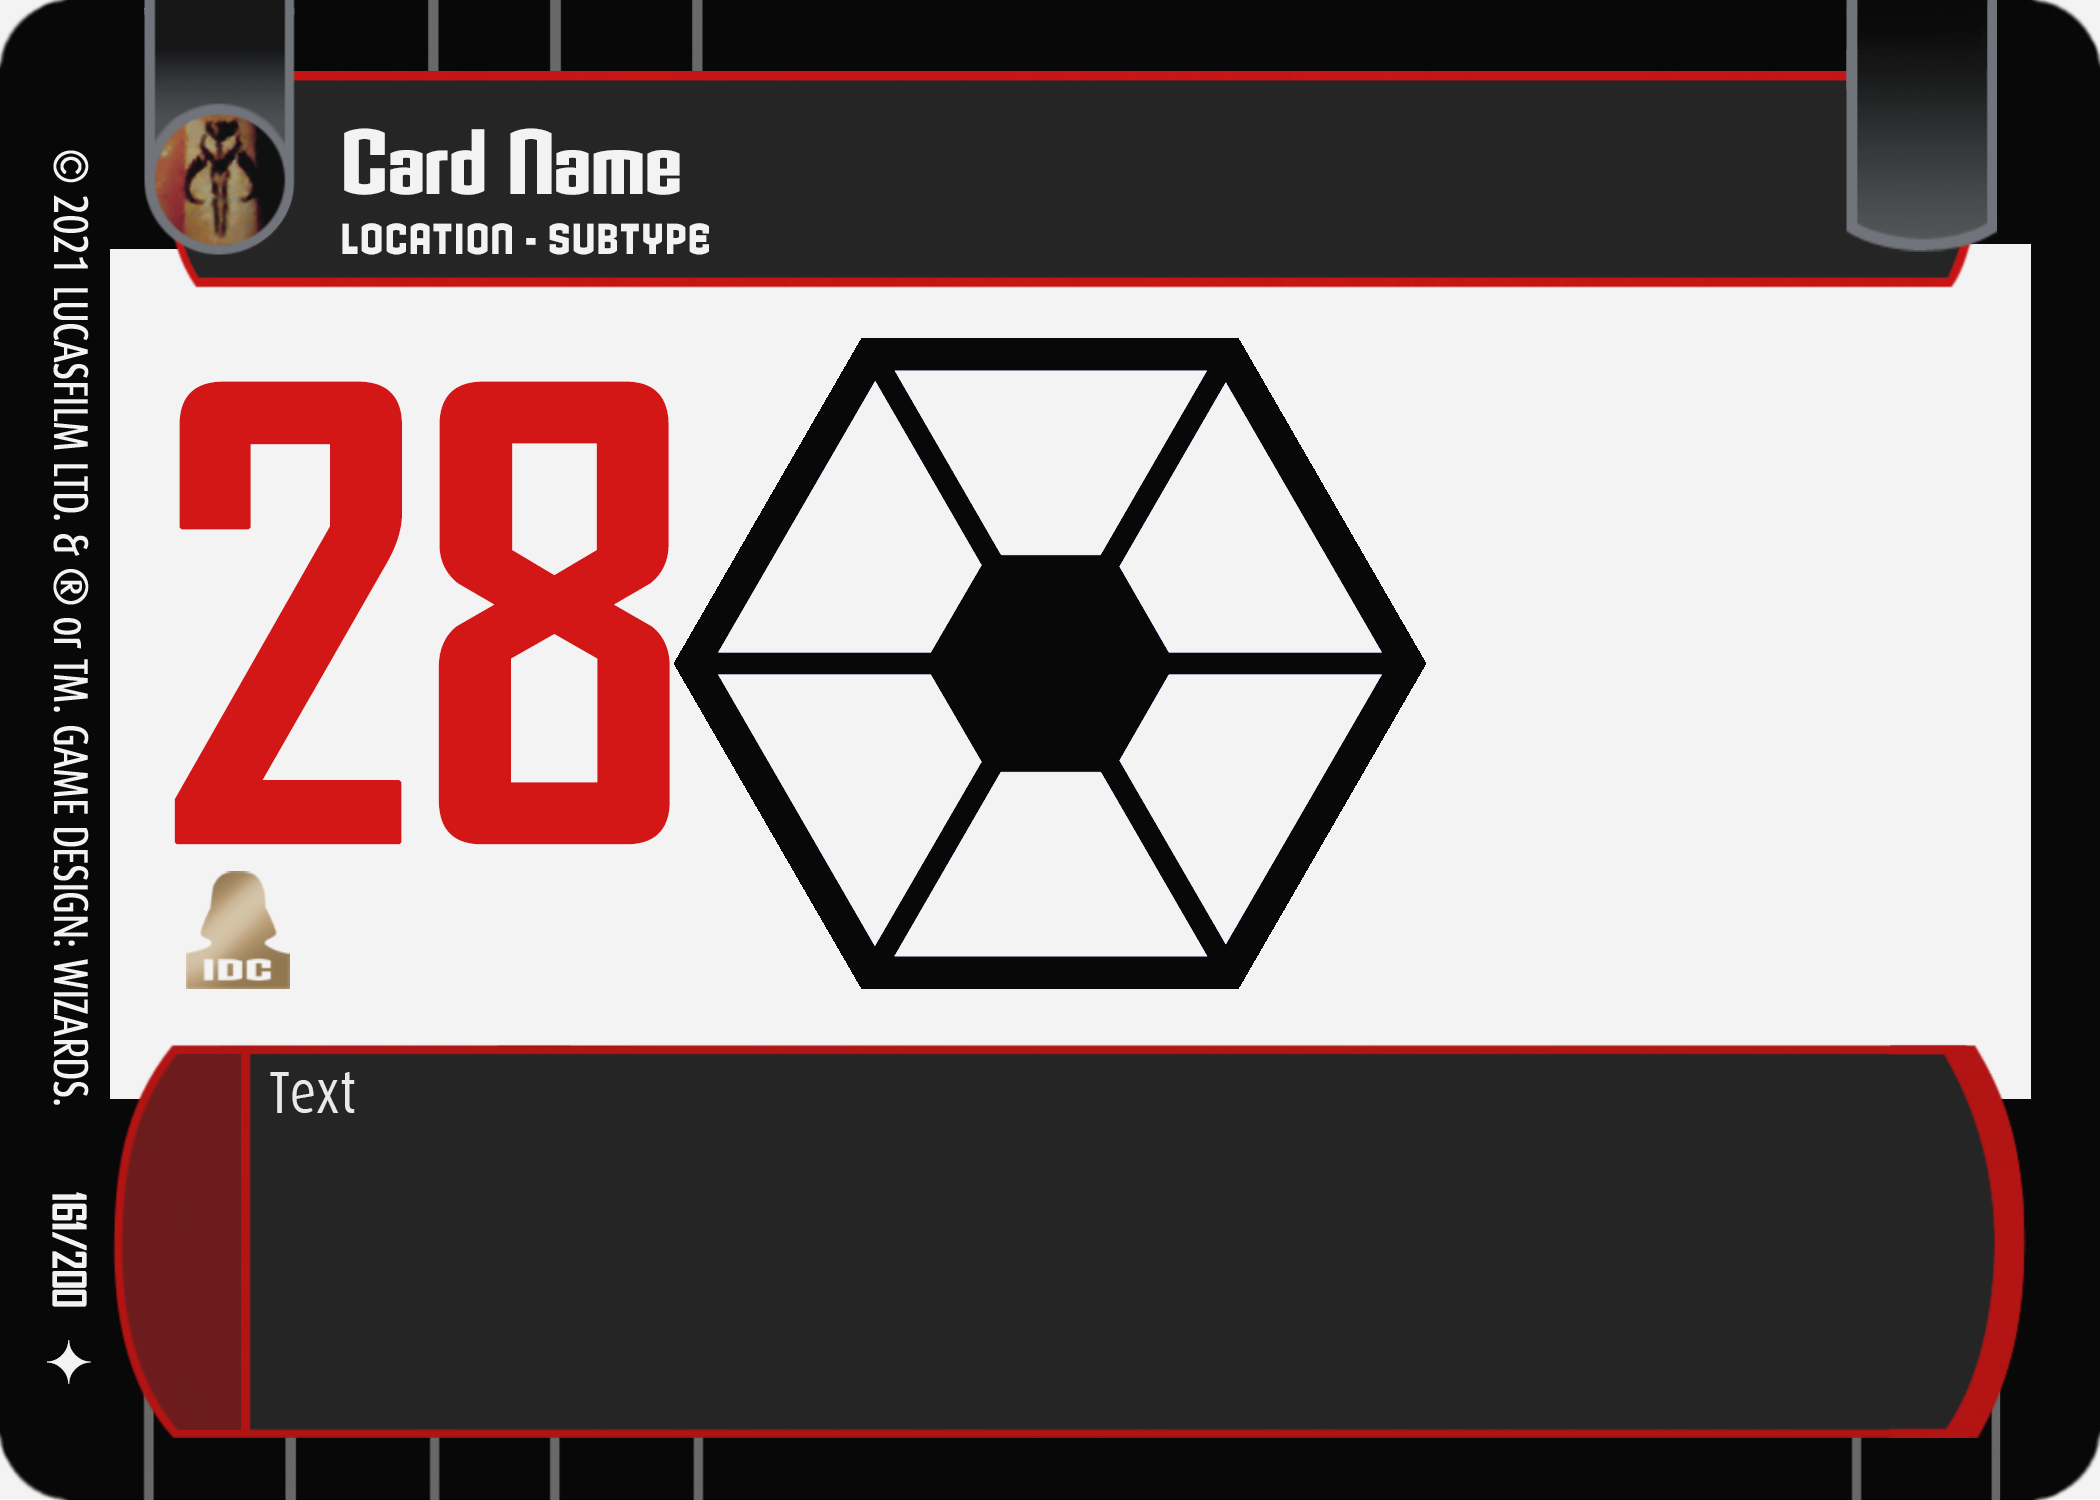 Card Name
LOCATION - SUBTYPE
28
IDC
Text
© 2021 LUCASFILM LTD. & ® or TM. GAME DESIGN: WIZARDS.
161/200